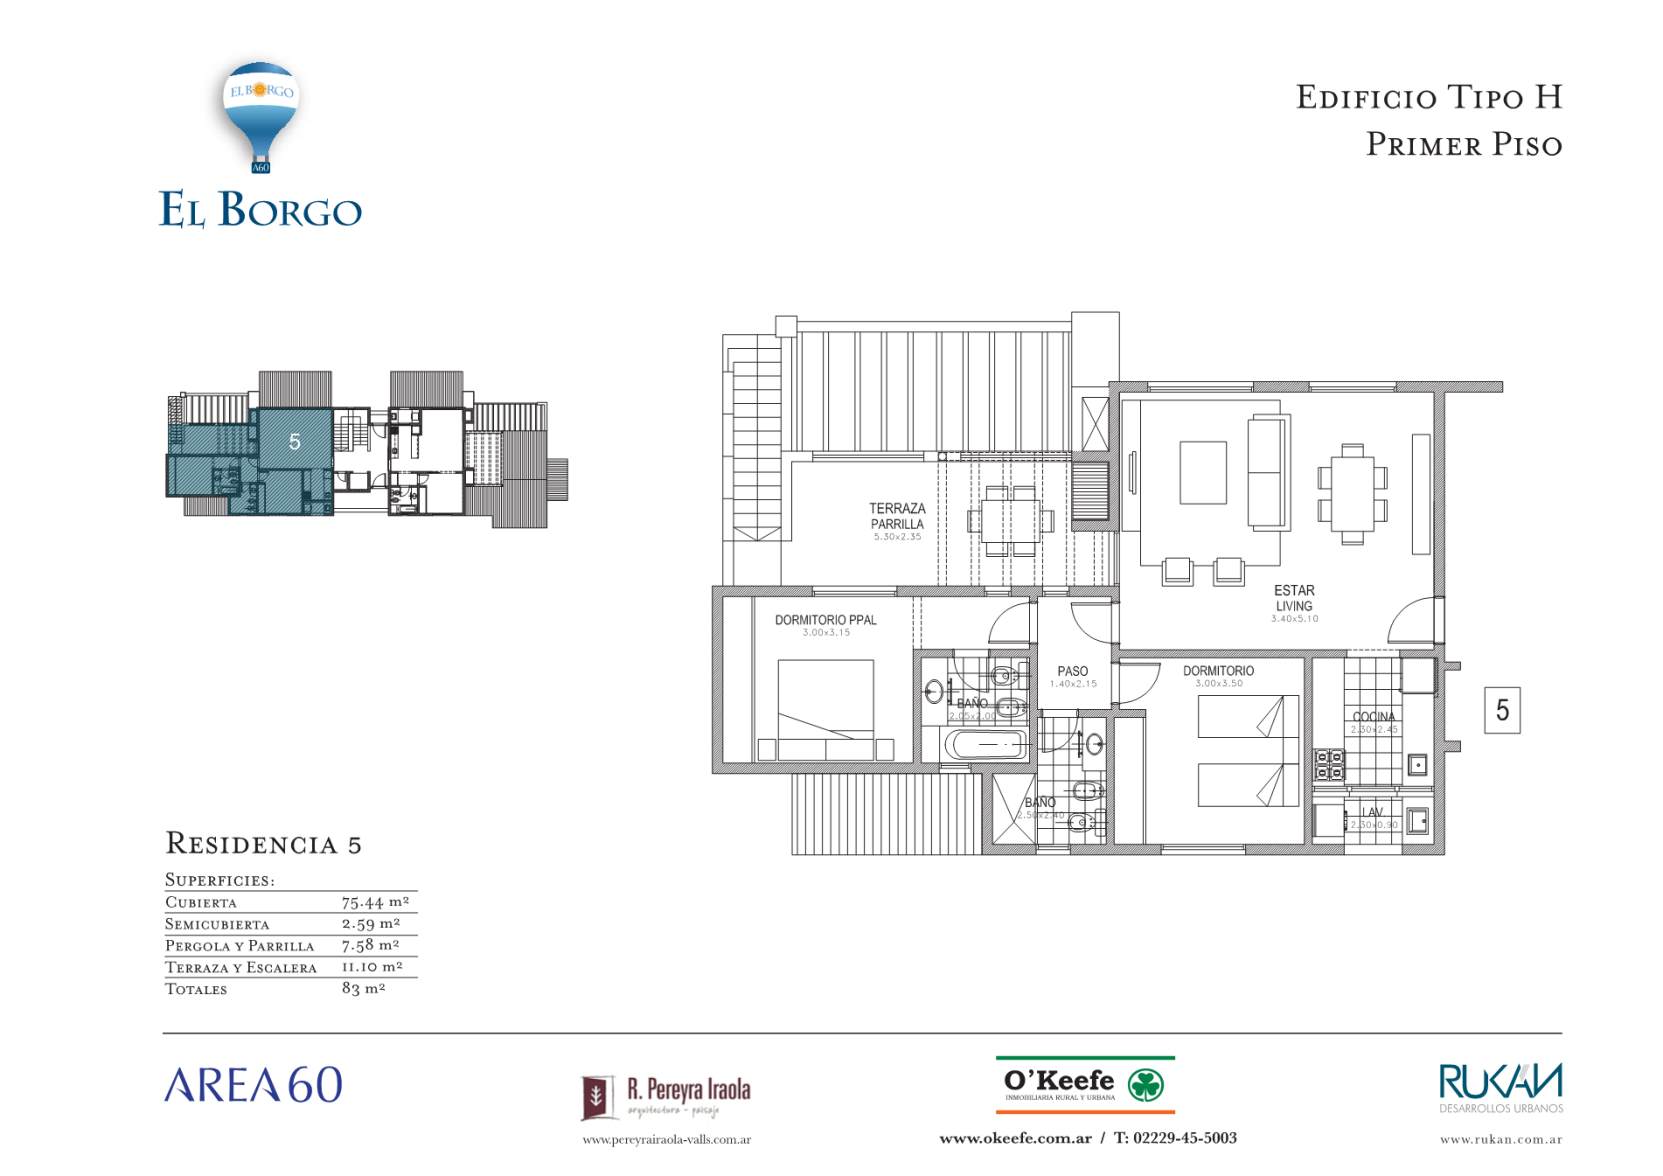 EL BORGO
A60
EL BORGO
EDIFICIO TIPO H
PRIMER PISO
5
TERRAZA
PARRILLA
5.30x2.35
ESTAR
LIVING
3.40x5.10
DORMITORIO PPAL
3.00x3.15
PASO
1.40x2.15
DORMITORIO
3.00x3.50
BAÑO
2.05x2.00
COCINA
2.30x2.45
5
BAÑO
2.50x2.40
LAV.
2.30x0.90
RESIDENCIA 5
SUPERFICIES:
CUBIERTA 75.44 m²
SEMICUBIERTA 2.59 m²
PERGOLA Y PARRILLA 7.58 m²
TERRAZA Y ESCALERA 11.10 m²
TOTALES 83 m²
AREA60
R. Pereyra Iraola
arquitectura - paisaje
www.pereyrairaola-valls.com.ar
O'Keefe
INMOBILIARIA RURAL Y URBANA
www.okeefe.com.ar / T: 02229-45-5003
RUKAN
DESARROLLOS URBANOS
www.rukan.com.ar